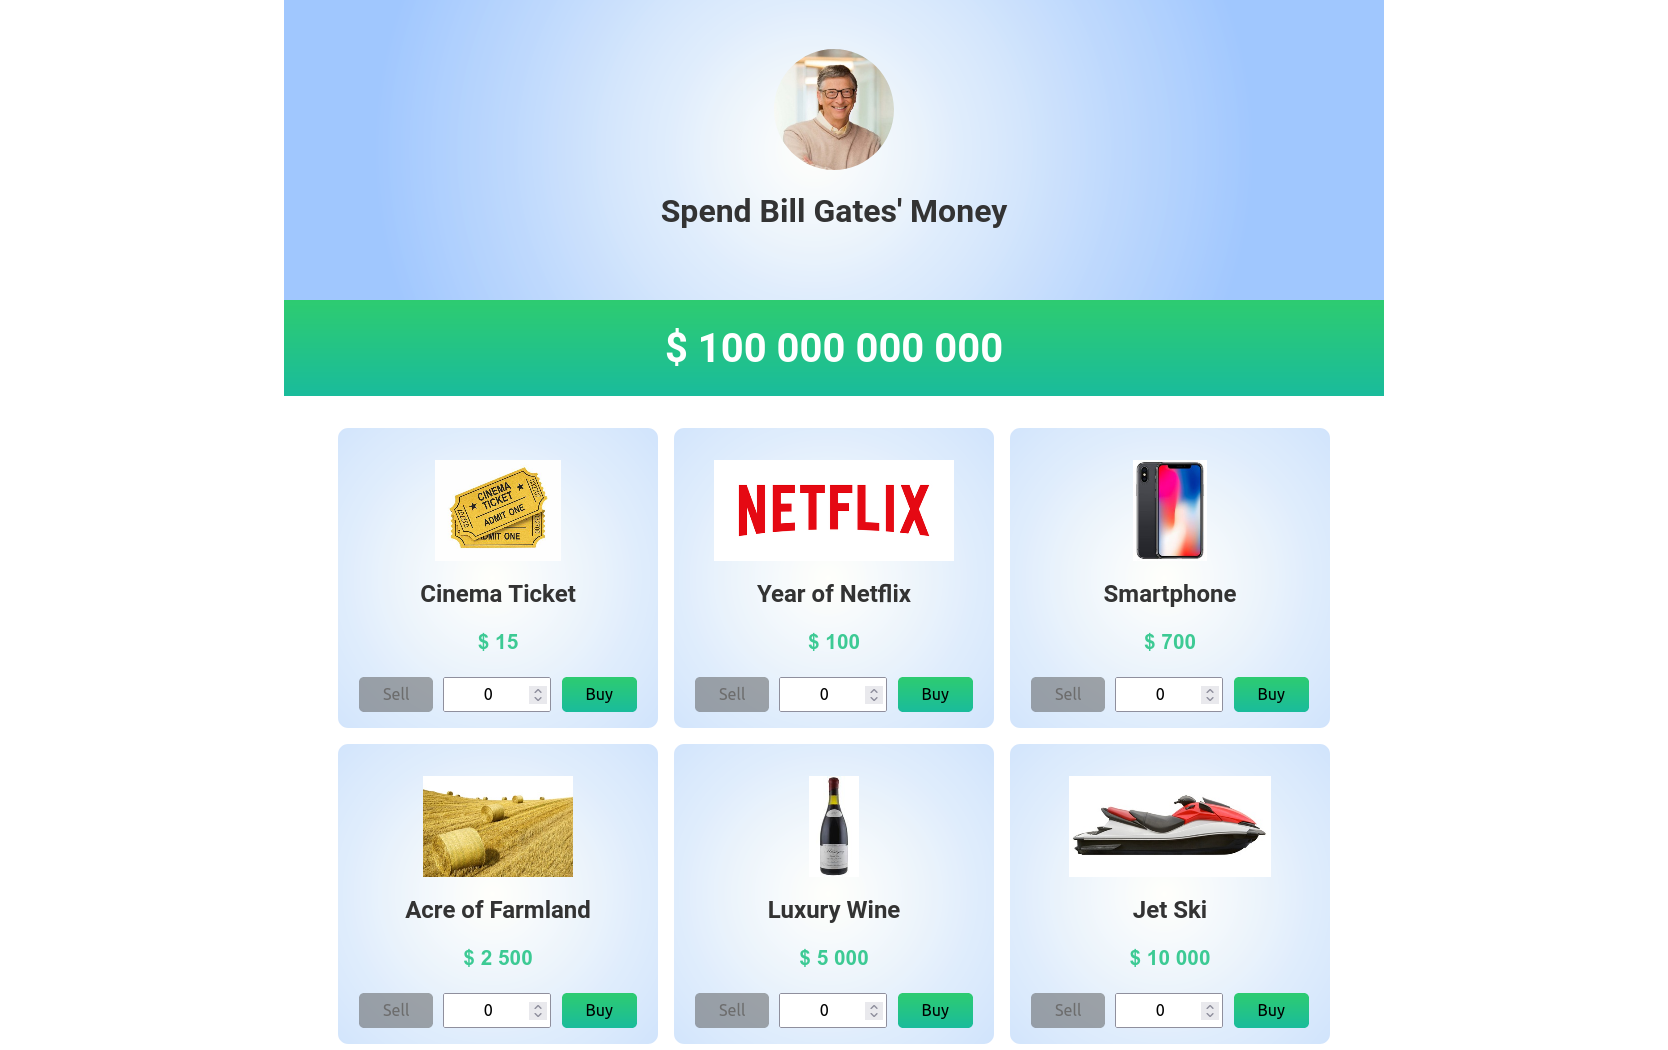 Spend Bill Gates' Money
$ 100 000 000 000
CINEMA
TICKET
ADMIT ONE
ADMIT ONE
NETFLIX
Cinema Ticket
Year of Netflix
Smartphone
$ 15
$ 100
$ 700
Sell 0 Buy
Sell 0 Buy
Sell 0 Buy
Acre of Farmland
Luxury Wine
Jet Ski
$ 2 500
$ 5 000
$ 10 000
Sell 0 Buy
Sell 0 Buy
Sell 0 Buy